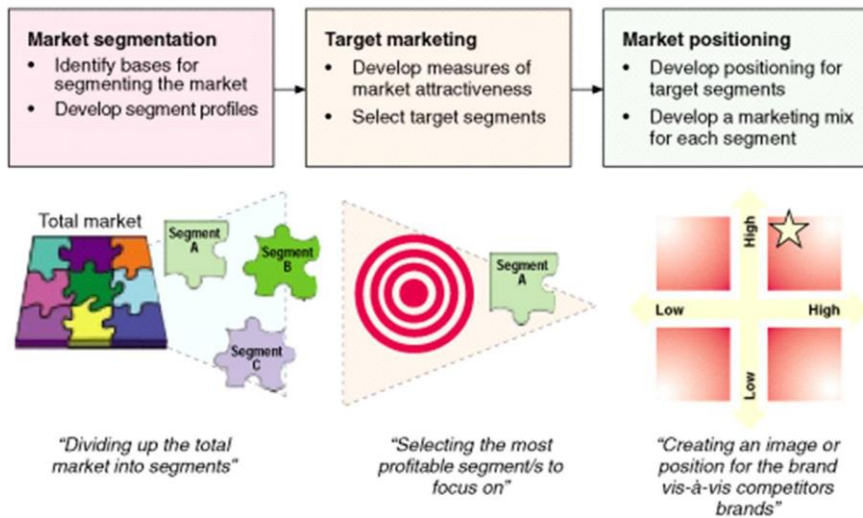 Market segmentation
• Identify bases for
segmenting the market
• Develop segment profiles
Target marketing
• Develop measures of
market attractiveness
• Select target segments
Market positioning
• Develop positioning for
target segments
• Develop a marketing mix
for each segment
Total market
Segment
A
Segment
B
Segment
C
Segment
A
High
Low
High
Low
“Dividing up the total
market into segments”
“Selecting the most
profitable segment/s to
focus on”
“Creating an image or
position for the brand
vis-à-vis competitors
brands”